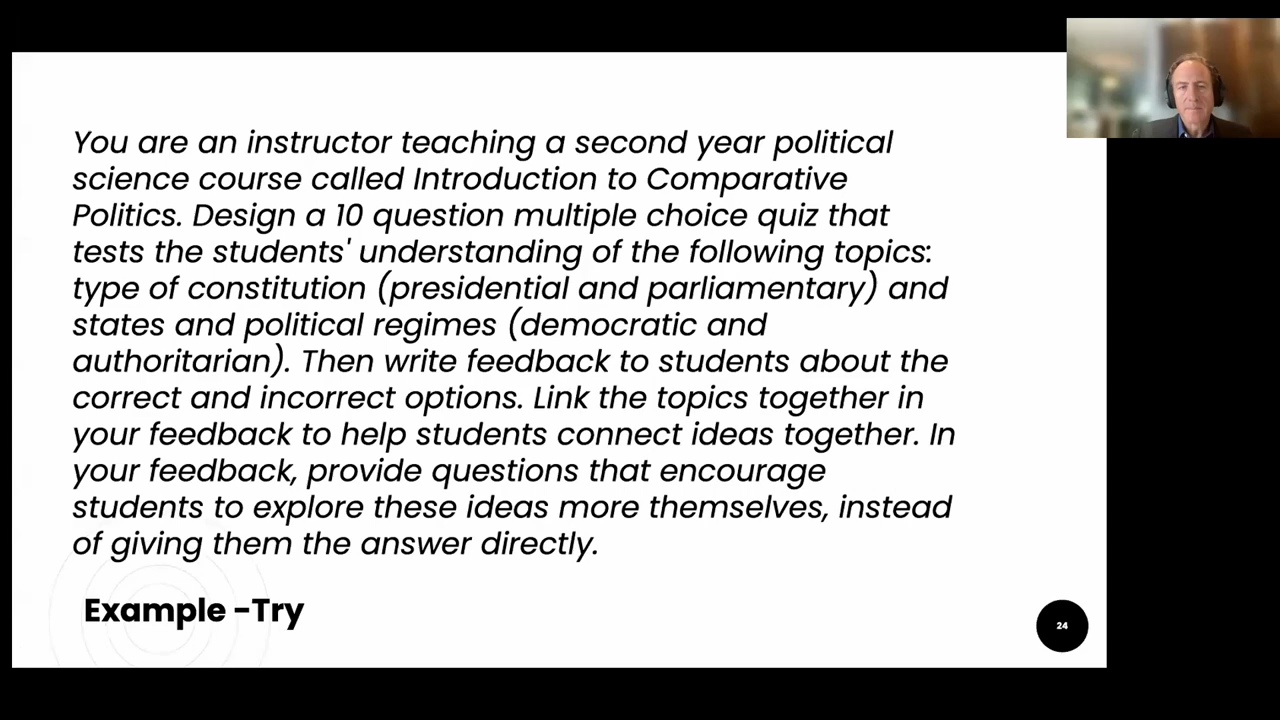 You are an instructor teaching a second year political
science course called Introduction to Comparative
Politics. Design a 10 question multiple choice quiz that
tests the students' understanding of the following topics:
type of constitution (presidential and parliamentary) and
states and political regimes (democratic and
authoritarian). Then write feedback to students about the
correct and incorrect options. Link the topics together in
your feedback to help students connect ideas together. In
your feedback, provide questions that encourage
students to explore these ideas more themselves, instead
of giving them the answer directly.
Example -Try
24